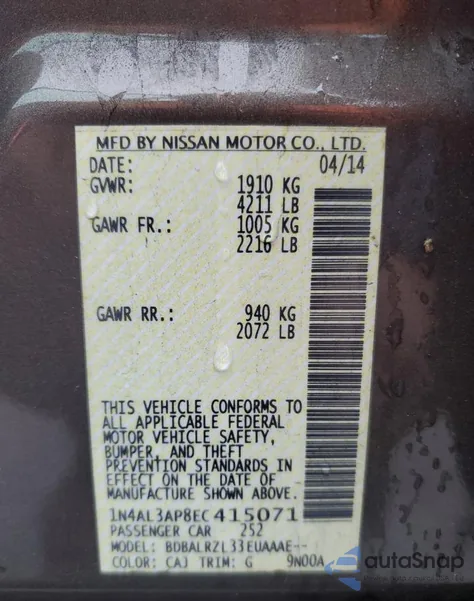 MFD BY NISSAN MOTOR CO., LTD.
DATE: 04/14
GVWR: 1910 KG
4211 LB
GAWR FR.: 1005 KG
2216 LB
GAWR RR.: 940 KG
2072 LB
THIS VEHICLE CONFORMS TO
ALL APPLICABLE FEDERAL
MOTOR VEHICLE SAFETY,
BUMPER, AND THEFT
PREVENTION STANDARDS IN
EFFECT ON THE DATE OF
MANUFACTURE SHOWN ABOVE.
1N4AL3AP8EC415071
PASSENGER CAR 252
MODEL: BDBALRZL33EUAAAE--
COLOR: CAJ TRIM: G 9N00A
autoSnap